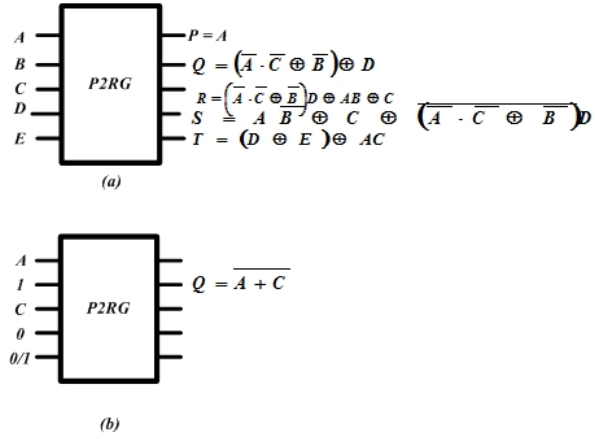 A
B
C
D
E
P2RG
P = A
Q = (A̅ · C̅ ⊕ B̅) ⊕ D
R = (A̅ · C̅ ⊕ B̅)D ⊕ AB ⊕ C
S = A B̅ ⊕ C ⊕ (A̅ · C̅ ⊕ B̅)D
T = (D ⊕ E) ⊕ AC
(a)
A
1
C
0
0/1
P2RG
Q = A + C
(b)